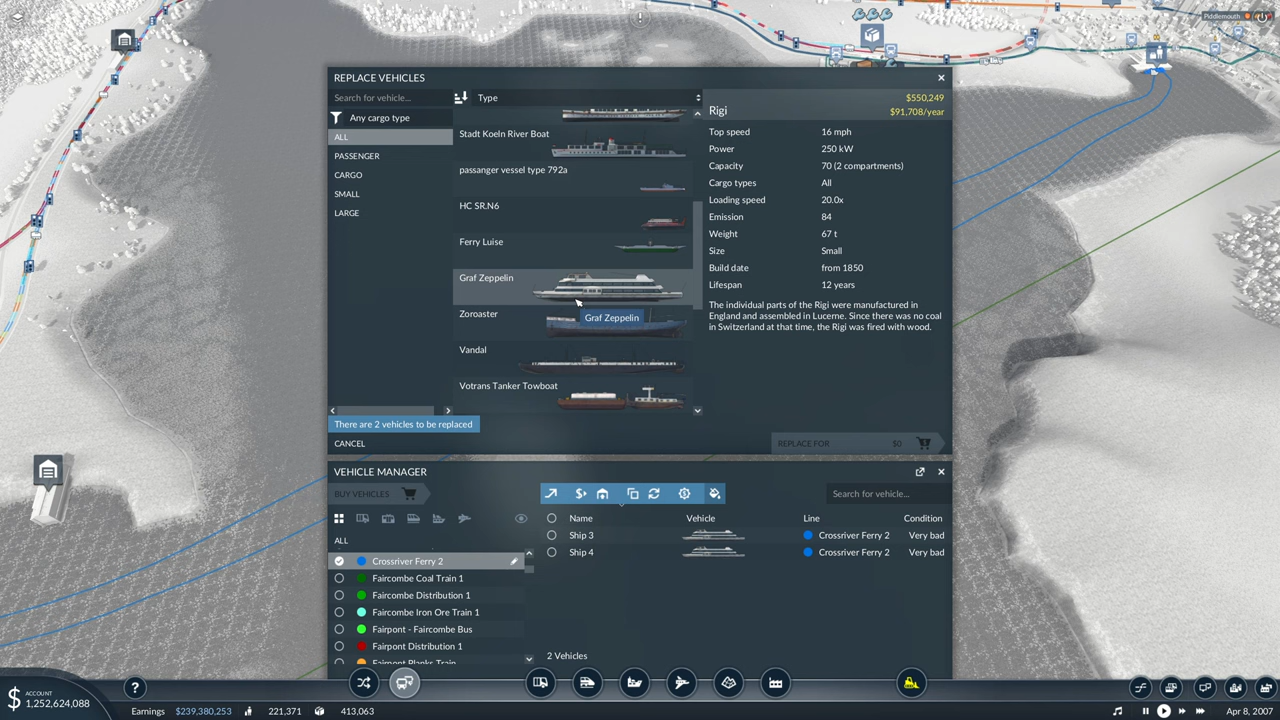 Piddlemouth
REPLACE VEHICLES
Search for vehicle...
Type
Any cargo type
ALL
PASSENGER
CARGO
SMALL
LARGE
Stadt Koeln River Boat
passanger vessel type 792a
HC SR.N6
Ferry Luise
Graf Zeppelin
Graf Zeppelin
Zoroaster
Vandal
Votrans Tanker Towboat
$550,249
Rigi
$91,708/year
Top speed 16 mph
Power 250 kW
Capacity 70 (2 compartments)
Cargo types All
Loading speed 20.0x
Emission 84
Weight 67 t
Size Small
Build date from 1850
Lifespan 12 years
The individual parts of the Rigi were manufactured in
England and assembled in Lucerne. Since there was no coal
in Switzerland at that time, the Rigi was fired with wood.
There are 2 vehicles to be replaced
CANCEL
REPLACE FOR $0
VEHICLE MANAGER
BUY VEHICLES
Search for vehicle...
ALL
Crossriver Ferry 2
Faircombe Coal Train 1
Faircombe Distribution 1
Faircombe Iron Ore Train 1
Fairpont - Faircombe Bus
Fairpont Distribution 1
Fairpont Planks Train
Name Vehicle Line Condition
Ship 3 Crossriver Ferry 2 Very bad
Ship 4 Crossriver Ferry 2 Very bad
2 Vehicles
$ ACCOUNT
1,252,624,088
?
Earnings $239,380,253 221,371 413,063
Apr 8, 2007